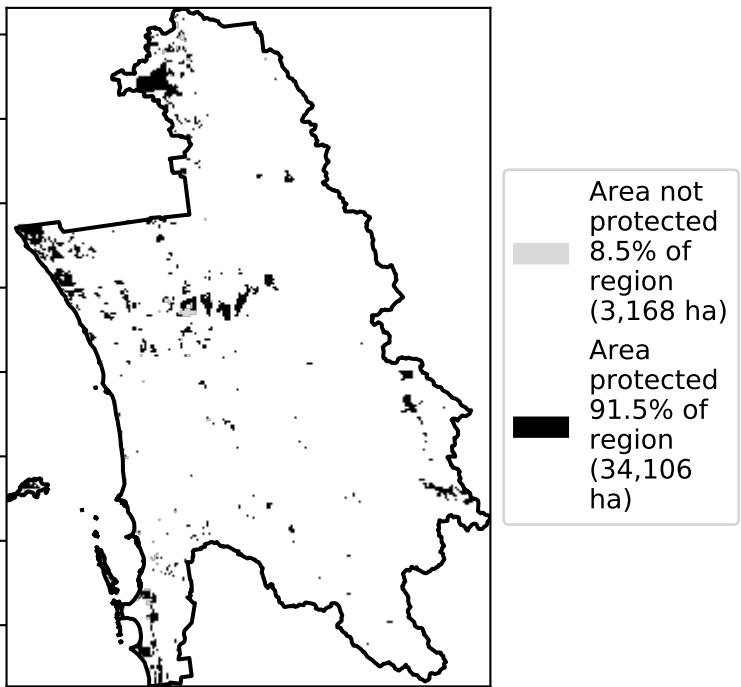 Area not
protected
8.5% of
region
(3,168 ha)
Area
protected
91.5% of
region
(34,106
ha)